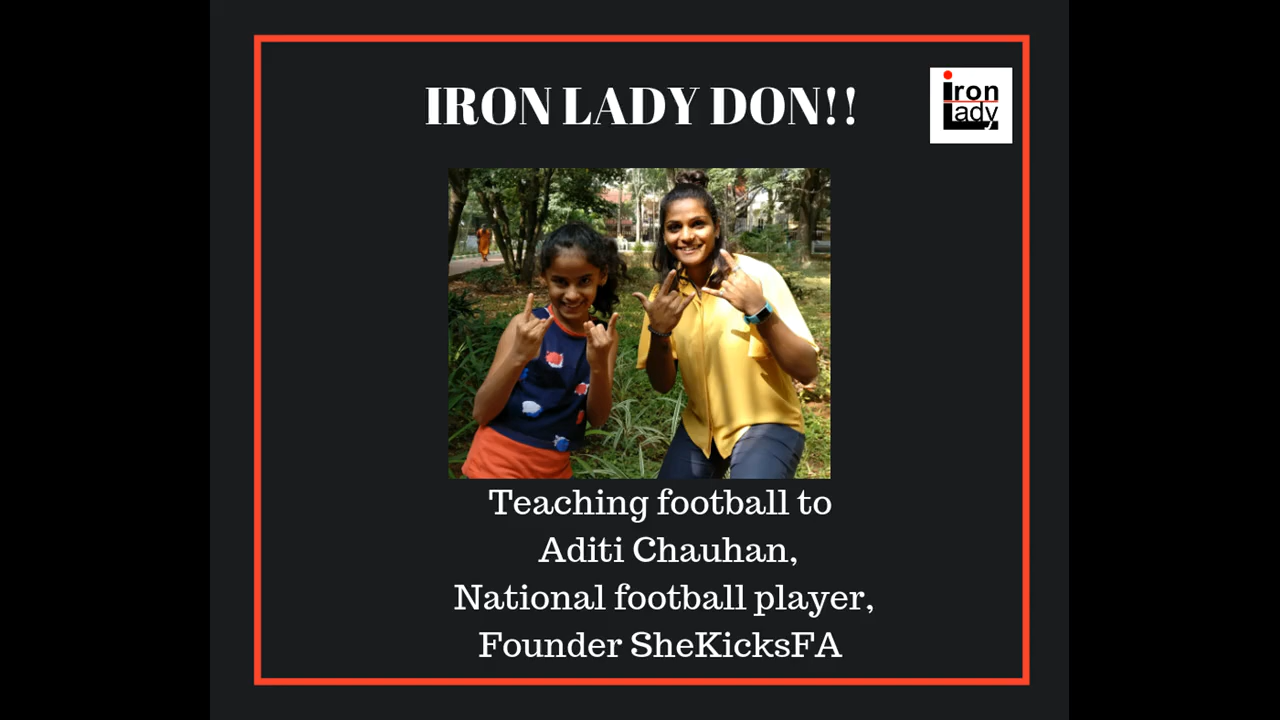 IRON LADY DON!!
iron
Lady
Teaching football to
Aditi Chauhan,
National football player,
Founder SheKicksFA